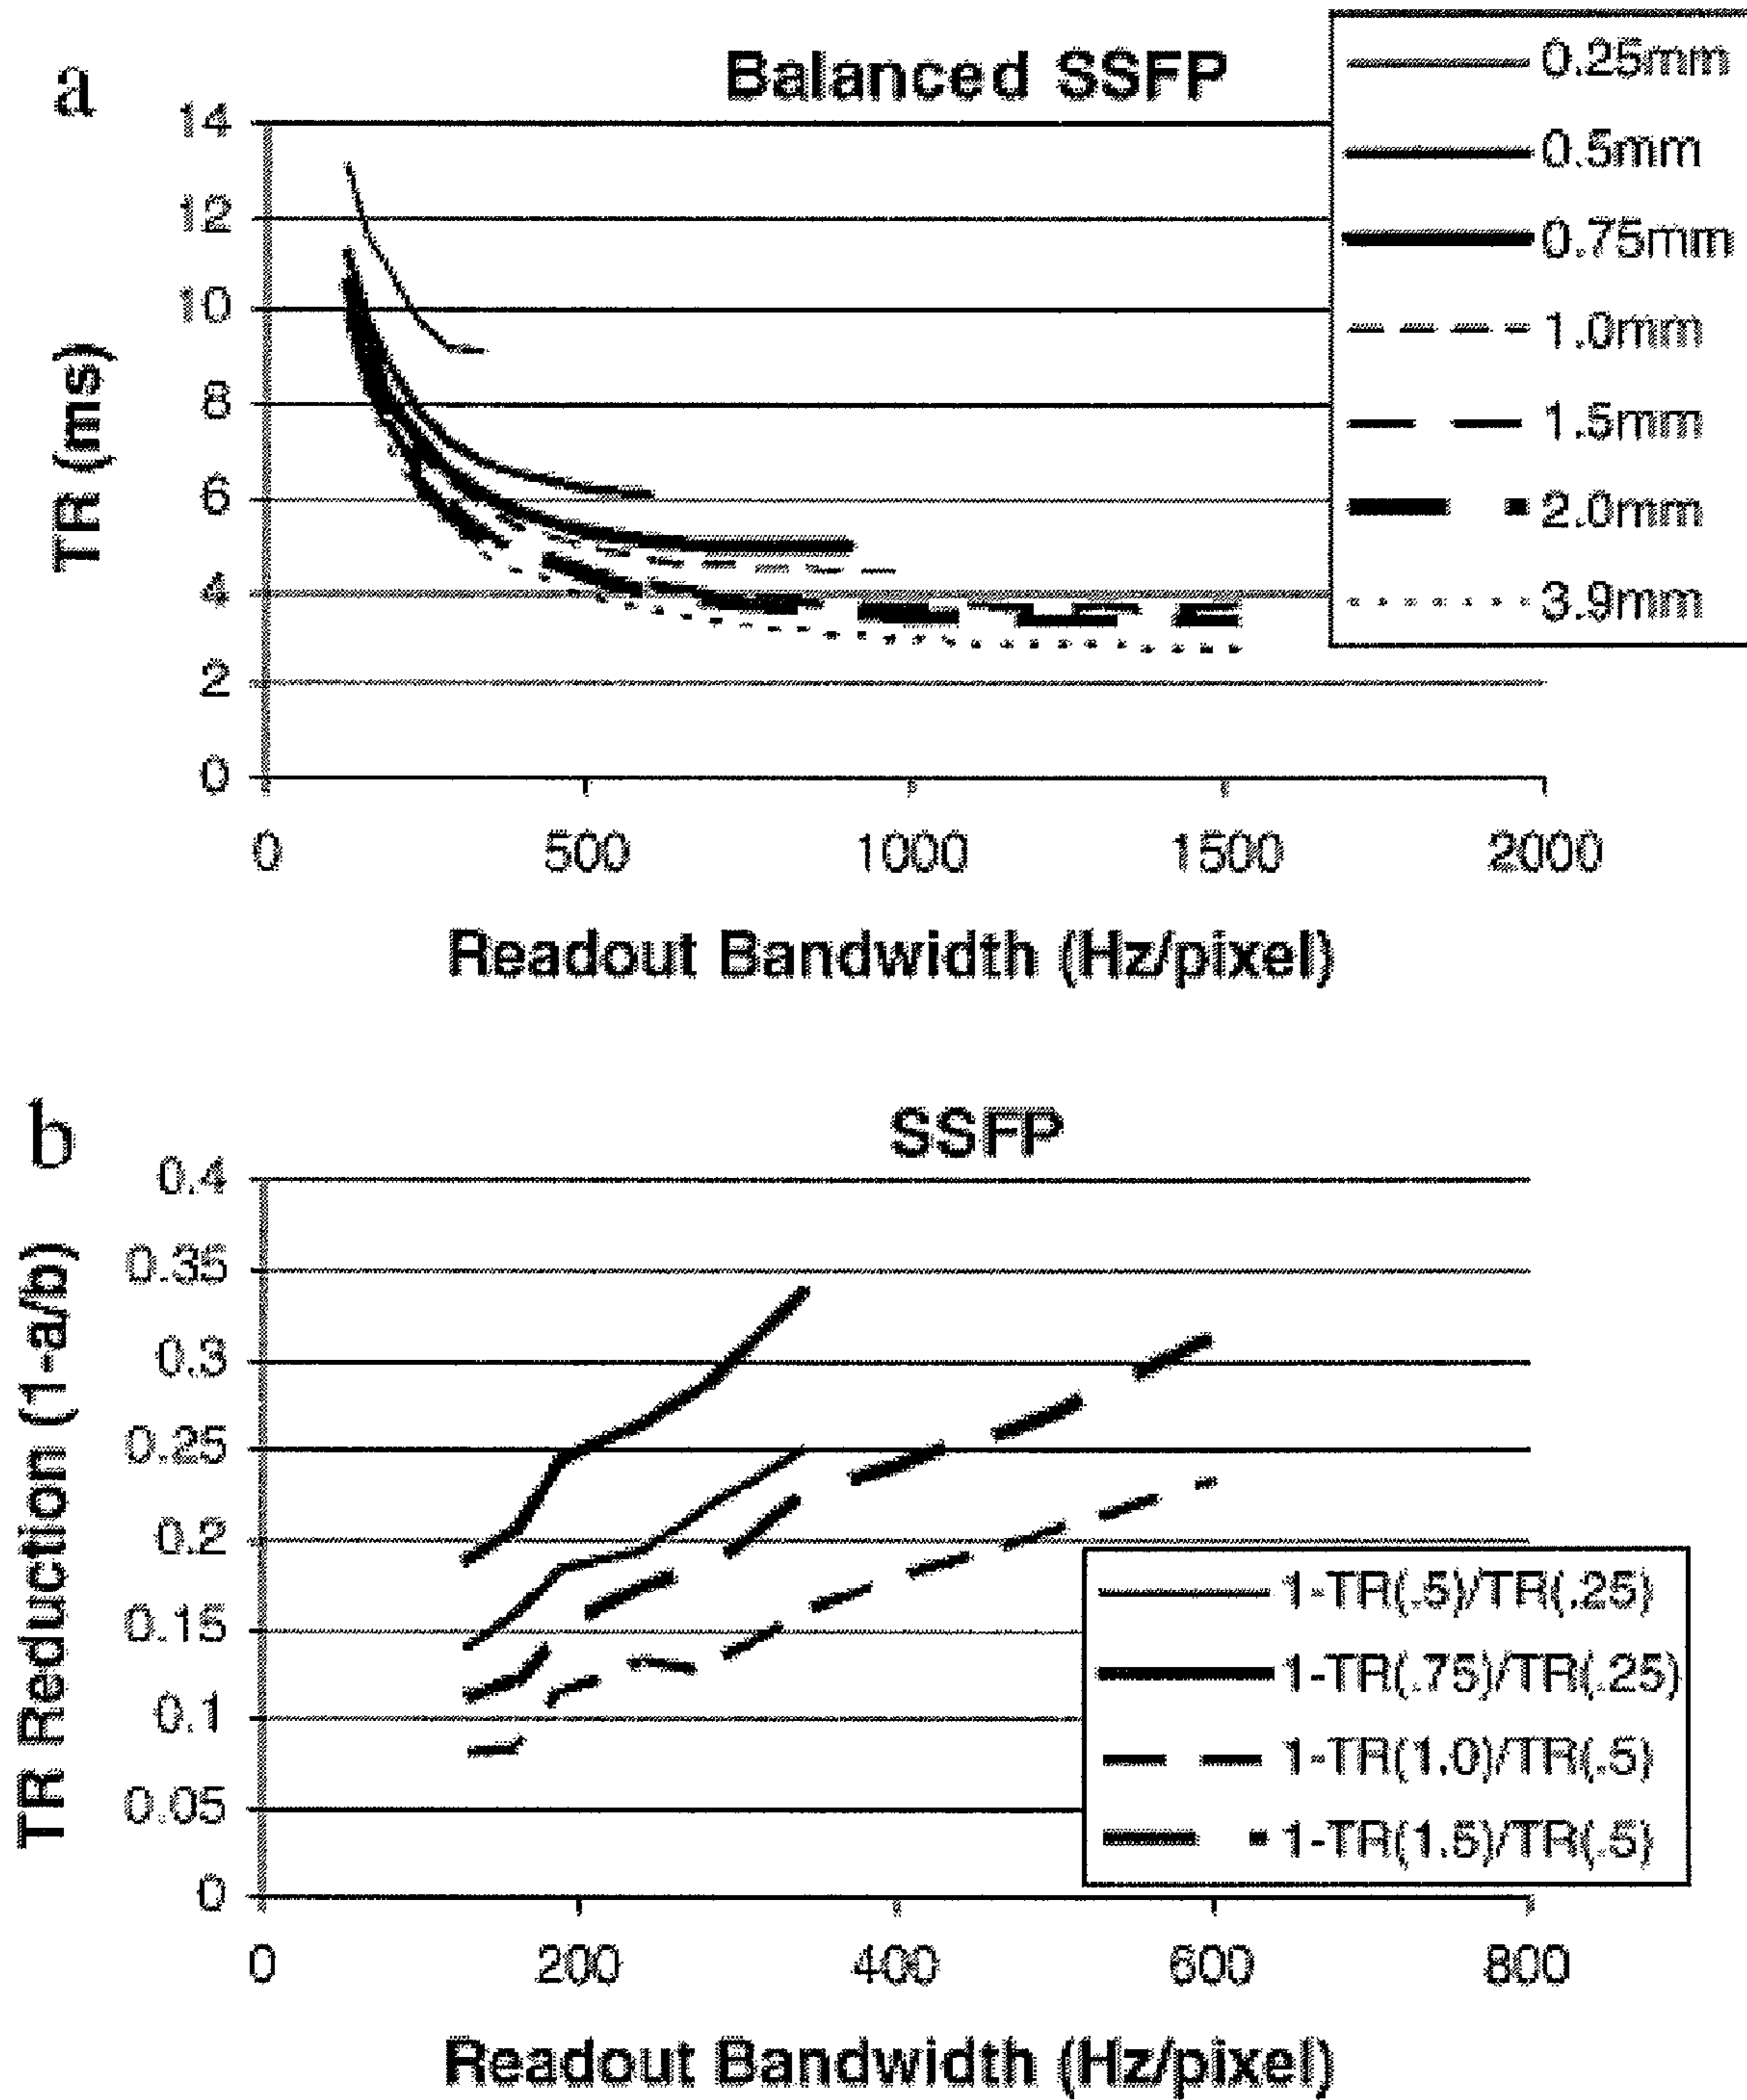 a
Balanced SSFP
14
12
10
8
6
4
2
0
TR (ms)
0 500 1000 1500 2000
Readout Bandwidth (Hz/pixel)
0.25mm
0.5mm
0.75mm
1.0mm
1.5mm
2.0mm
3.9mm
b
SSFP
0.4
0.35
0.3
0.25
0.2
0.15
0.1
0.05
0
TR Reduction (1-a/b)
0 200 400 600 800
Readout Bandwidth (Hz/pixel)
1-TR(.5)/TR(.25)
1-TR(.75)/TR(.25)
1-TR(1.0)/TR(.5)
1-TR(1.5)/TR(.5)